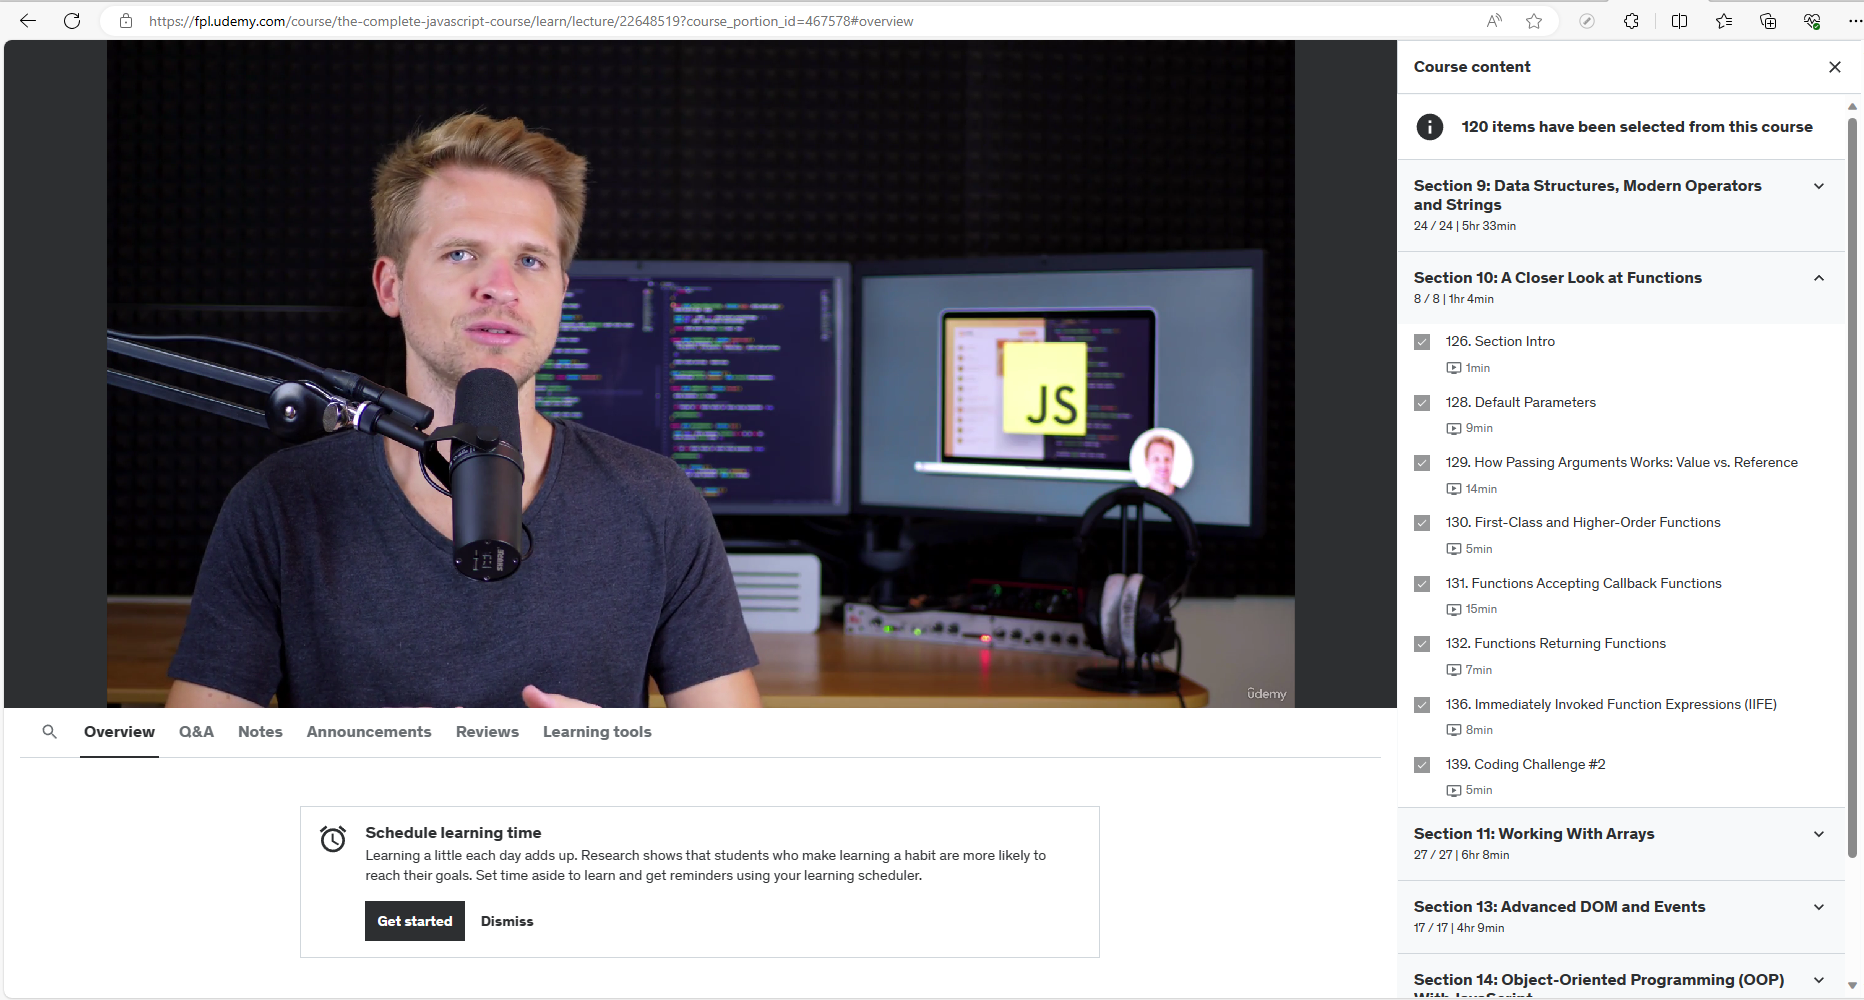 https://fpl.udemy.com/course/the-complete-javascript-course/learn/lecture/22648519?course_portion_id=467578#overview
JS
udemy
Overview Q&A Notes Announcements Reviews Learning tools
Schedule learning time
Learning a little each day adds up. Research shows that students who make learning a habit are more likely to
reach their goals. Set time aside to learn and get reminders using your learning scheduler.
Get started Dismiss
Course content
120 items have been selected from this course
Section 9: Data Structures, Modern Operators
and Strings
24 / 24 | 5hr 33min
Section 10: A Closer Look at Functions
8 / 8 | 1hr 4min
126. Section Intro
1min
128. Default Parameters
9min
129. How Passing Arguments Works: Value vs. Reference
14min
130. First-Class and Higher-Order Functions
5min
131. Functions Accepting Callback Functions
15min
132. Functions Returning Functions
7min
136. Immediately Invoked Function Expressions (IIFE)
8min
139. Coding Challenge #2
5min
Section 11: Working With Arrays
27 / 27 | 6hr 8min
Section 13: Advanced DOM and Events
17 / 17 | 4hr 9min
Section 14: Object-Oriented Programming (OOP)
With JavaScript